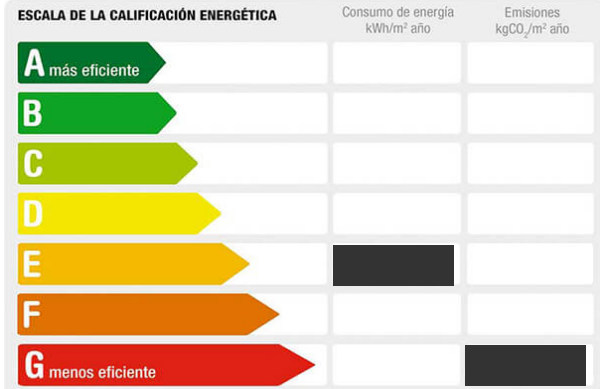 ESCALA DE LA CALIFICACIÓN ENERGÉTICA
Consumo de energía
kWh/m² año
Emisiones
kgCO₂/m² año
A más eficiente
B
C
D
E
F
G menos eficiente